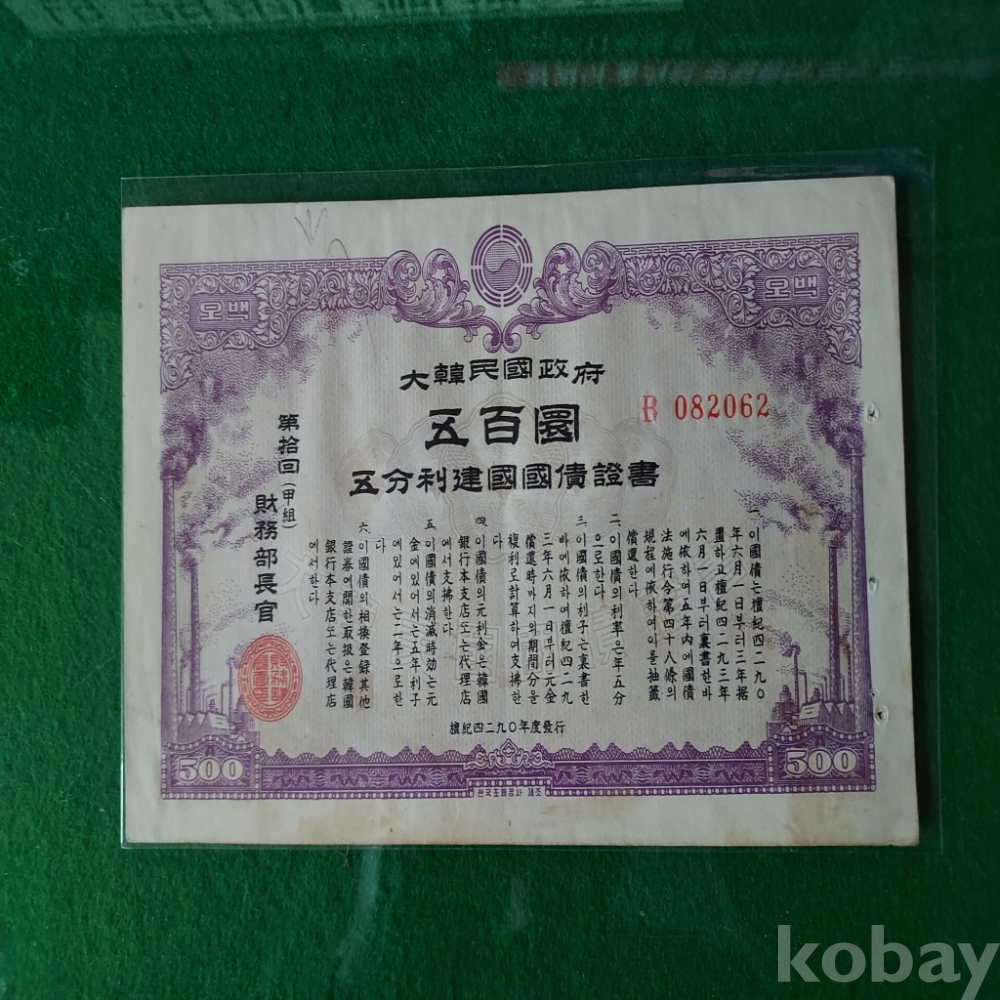 오백
오백
大韓民國政府
五百圜
B 082062
五分利建國國債證書
第拾回(甲組)
財務部長官
一 이國債는檀紀四二九〇
年六月一日부터三年据
置하고檀紀四二九三年
六月一日부터裏書한바
에依하여五年內에國債
法施行令第四十八條의
規程에依하여이를抽籤
償還한다
二 이國債의利率은年五分
으로한다
三 이國債의利子는裏書한
바에依하여檀紀四二九
三年六月一日부터元金
償還時까지의期間分을
複利로計算하여支拂한
다
四 이國債의元利金은韓國
銀行本支店또는代理店
에서支拂한다
五 이國債의消滅時効는元
金에있어서는五年利子
에있어서는二年으로한
다
六 이國債의相換登錄其他
證券에關한取扱은韓國
銀行本支店또는代理店
에서한다
檀紀四二九〇年度發行
500
500
한국조폐공사 제조
kobay